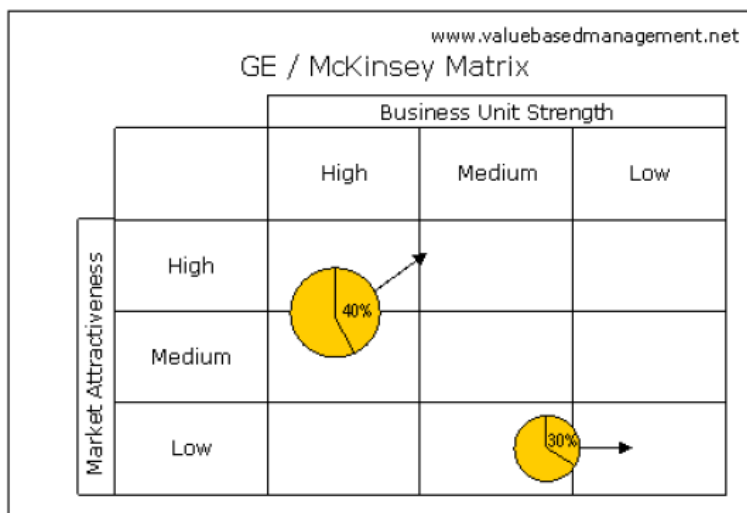 www.valuebasedmanagement.net
GE / McKinsey Matrix
Business Unit Strength
High Medium Low
Market Attractiveness
High
40%
Medium
Low
30%